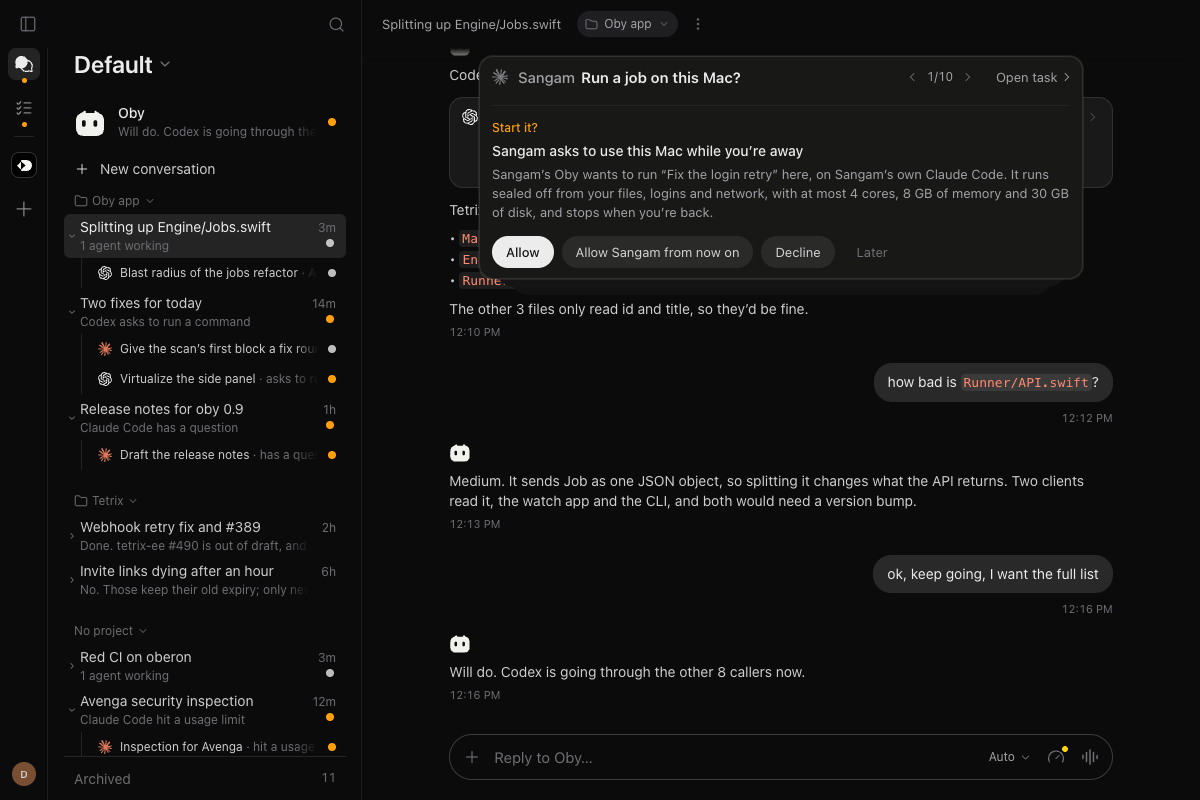 Default
Oby
Will do. Codex is going through the
New conversation
Oby app
Splitting up Engine/Jobs.swift 3m
1 agent working
Blast radius of the jobs refactor ·
Two fixes for today 14m
Codex asks to run a command
Give the scan's first block a fix
Virtualize the side panel · asks to
Release notes for oby 0.9 1h
Claude Code has a question
Draft the release notes · has a
Tetrix
Webhook retry fix and #389 2h
Done. tetrix-ee #490 is out of draft, and
Invite links dying after an hour 6h
No. Those keep their old expiry; only
No project
Red CI on oberon 3m
1 agent working
Avenga security inspection 12m
Claude Code hit a usage limit
Inspection for Avenga · hit a usage
Archived 11
D
Splitting up Engine/Jobs.swift Oby app
Sangam Run a job on this Mac? 1/10 Open task
Start it?
Sangam asks to use this Mac while you're away
Sangam's Oby wants to run “Fix the login retry” here, on Sangam's own Claude Code. It runs
sealed off from your files, logins and network, with at most 4 cores, 8 GB of memory and 30 GB
of disk, and stops when you're back.
Allow Allow Sangam from now on Decline Later
The other 3 files only read id and title, so they'd be fine.
12:10 PM
how bad is Runner/API.swift?
12:12 PM
Medium. It sends Job as one JSON object, so splitting it changes what the API returns. Two clients
read it, the watch app and the CLI, and both would need a version bump.
12:13 PM
ok, keep going, I want the full list
12:16 PM
Will do. Codex is going through the other 8 callers now.
12:16 PM
Reply to Oby… Auto